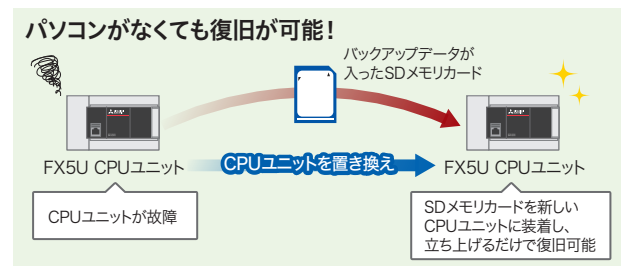 パソコンがなくても復旧が可能！
バックアップデータが
入ったSDメモリカード
FX5U CPUユニット
CPUユニットを置き換え
FX5U CPUユニット
CPUユニットが故障
SDメモリカードを新しい
CPUユニットに装着し、
立ち上げるだけで復旧可能